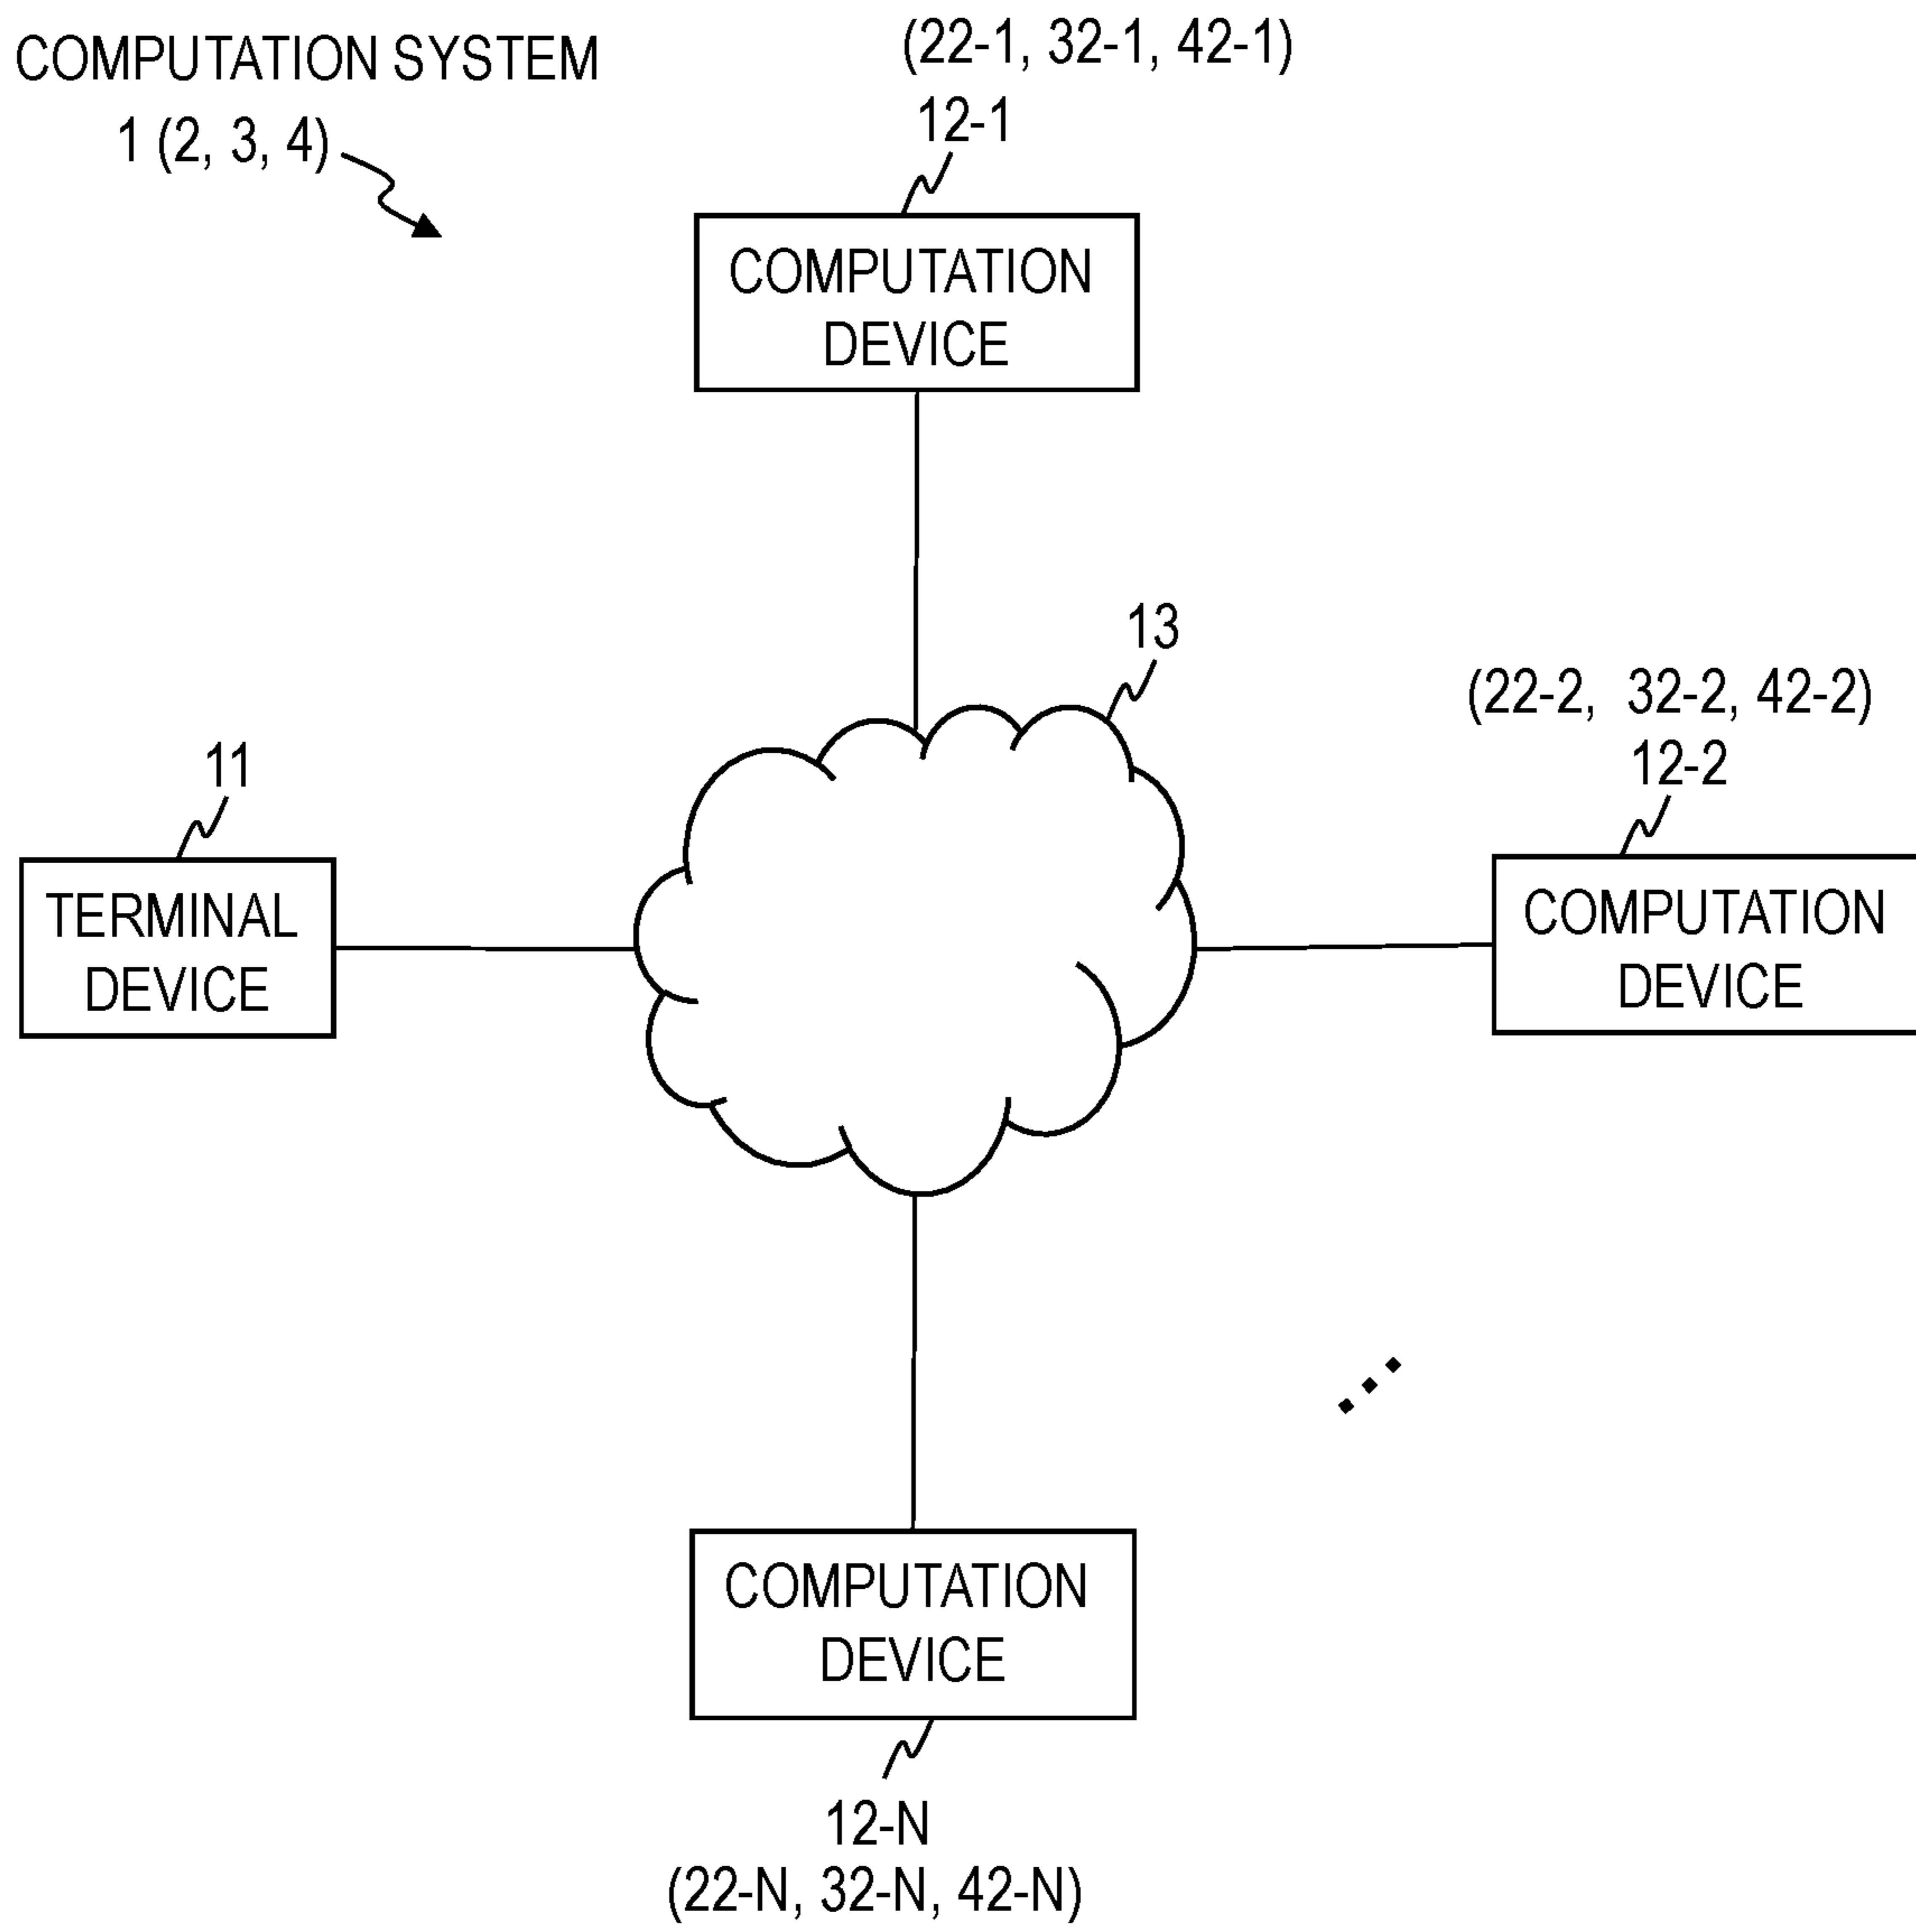 COMPUTATION SYSTEM
1 (2, 3, 4)
(22-1, 32-1, 42-1)
12-1
COMPUTATION
DEVICE
13
(22-2, 32-2, 42-2)
12-2
11
TERMINAL
DEVICE
COMPUTATION
DEVICE
COMPUTATION
DEVICE
12-N
(22-N, 32-N, 42-N)